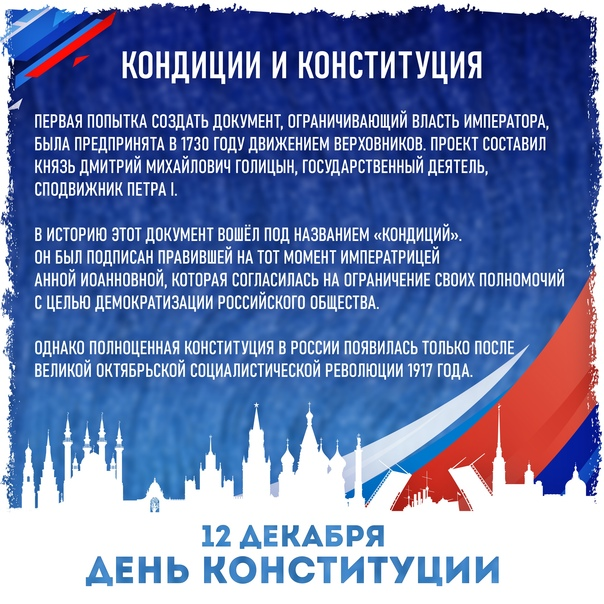 КОНДИЦИИ И КОНСТИТУЦИЯ
ПЕРВАЯ ПОПЫТКА СОЗДАТЬ ДОКУМЕНТ, ОГРАНИЧИВАЮЩИЙ ВЛАСТЬ ИМПЕРАТОРА,
БЫЛА ПРЕДПРИНЯТА В 1730 ГОДУ ДВИЖЕНИЕМ ВЕРХОВНИКОВ. ПРОЕКТ СОСТАВИЛ
КНЯЗЬ ДМИТРИЙ МИХАЙЛОВИЧ ГОЛИЦЫН, ГОСУДАРСТВЕННЫЙ ДЕЯТЕЛЬ,
СПОДВИЖНИК ПЕТРА I.
В ИСТОРИЮ ЭТОТ ДОКУМЕНТ ВОШЁЛ ПОД НАЗВАНИЕМ «КОНДИЦИЙ».
ОН БЫЛ ПОДПИСАН ПРАВИВШЕЙ НА ТОТ МОМЕНТ ИМПЕРАТРИЦЕЙ
АННОЙ ИОАННОВНОЙ, КОТОРАЯ СОГЛАСИЛАСЬ НА ОГРАНИЧЕНИЕ СВОИХ ПОЛНОМОЧИЙ
С ЦЕЛЬЮ ДЕМОКРАТИЗАЦИИ РОССИЙСКОГО ОБЩЕСТВА.
ОДНАКО ПОЛНОЦЕННАЯ КОНСТИТУЦИЯ В РОССИИ ПОЯВИЛАСЬ ТОЛЬКО ПОСЛЕ
ВЕЛИКОЙ ОКТЯБРЬСКОЙ СОЦИАЛИСТИЧЕСКОЙ РЕВОЛЮЦИИ 1917 ГОДА.
12 ДЕКАБРЯ
ДЕНЬ КОНСТИТУЦИИ